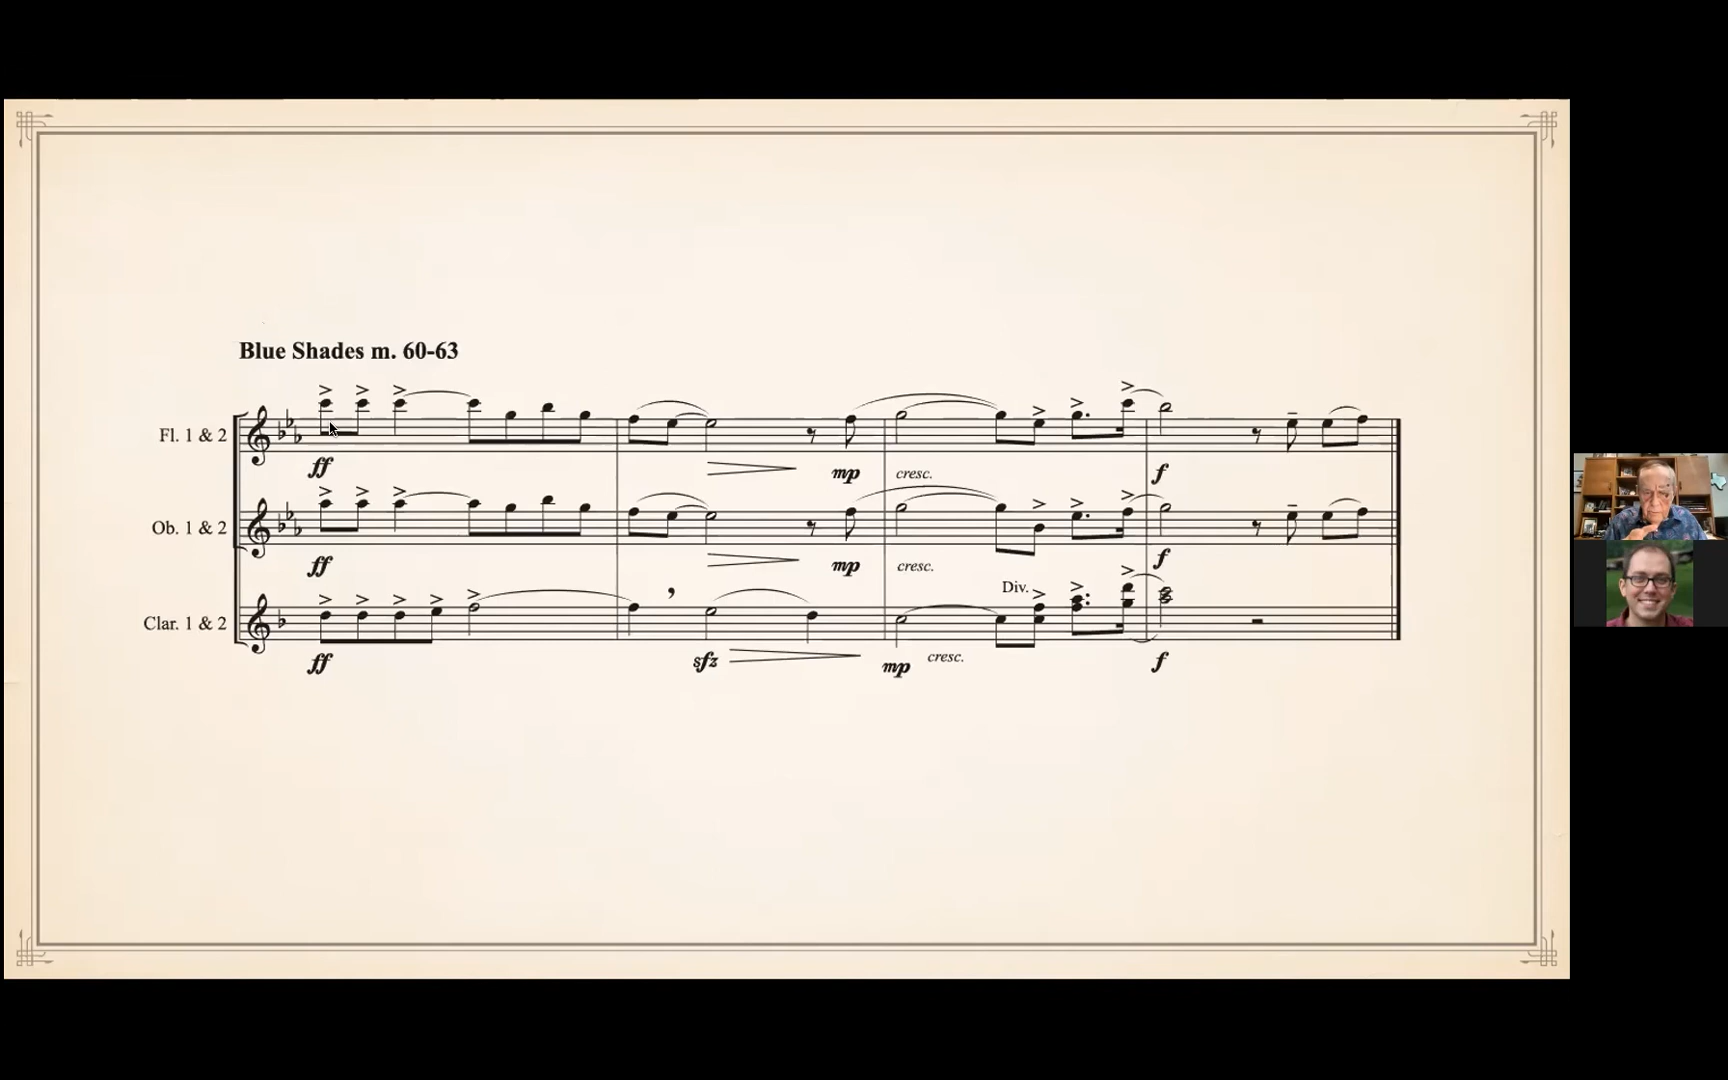 Blue Shades m. 60-63
Fl. 1 & 2
ff
mp
cresc.
f
Ob. 1 & 2
ff
mp
cresc.
f
Div.
Clar. 1 & 2
ff
sfz
mp
cresc.
f